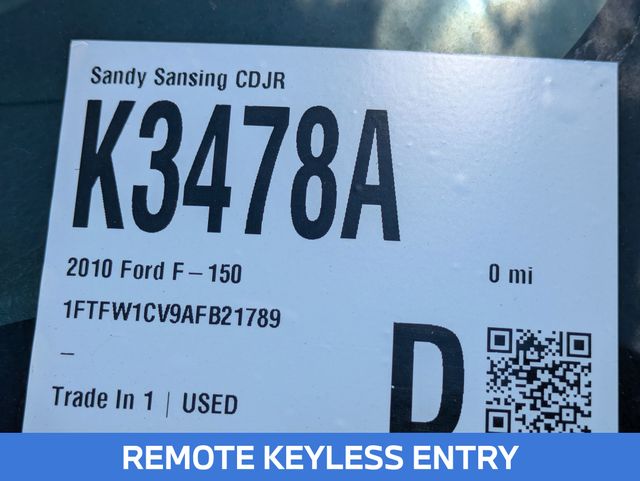 Sandy Sansing CDJR
K3478A
2010 Ford F-150
0 mi
1FTFW1CV9AFB21789
-
D
Trade In 1 | USED
REMOTE KEYLESS ENTRY